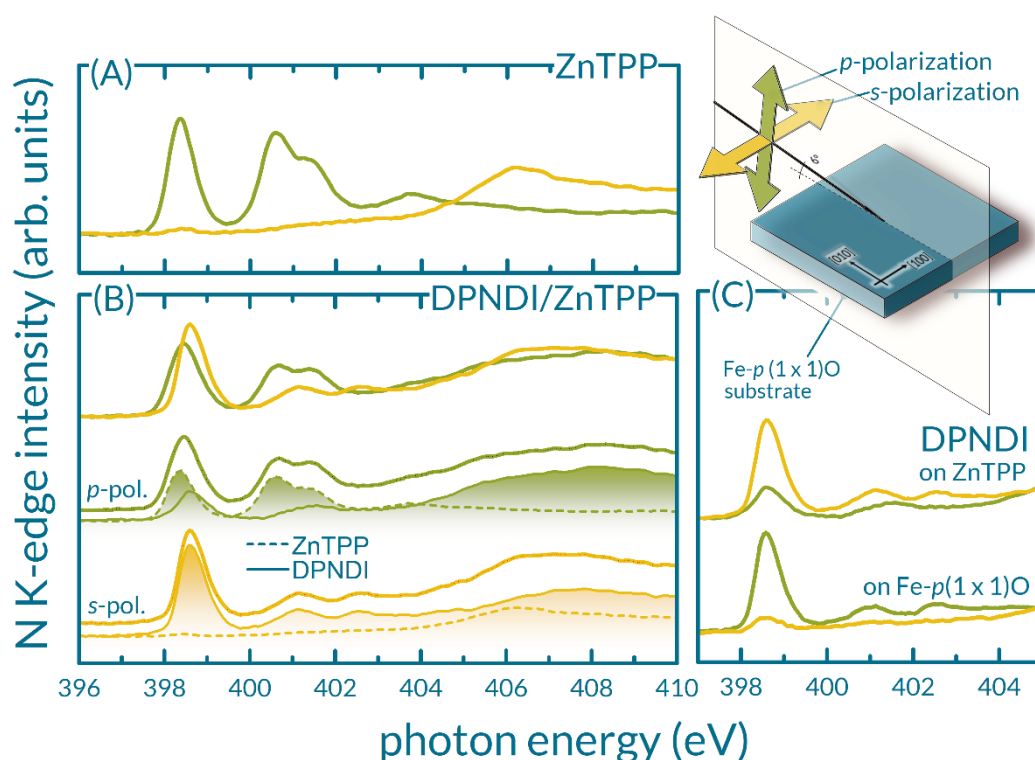 N K-edge intensity (arb. units)
(A)
ZnTPP
p-polarization
s-polarization
6°
[010]
[100]
Fe-p (1 x 1)O
substrate
(B)
DPNDI/ZnTPP
p-pol.
ZnTPP
DPNDI
s-pol.
(C)
DPNDI
on ZnTPP
on Fe-p(1 x 1)O
396 398 400 402 404 406 408 410
398 400 402 404
photon energy (eV)